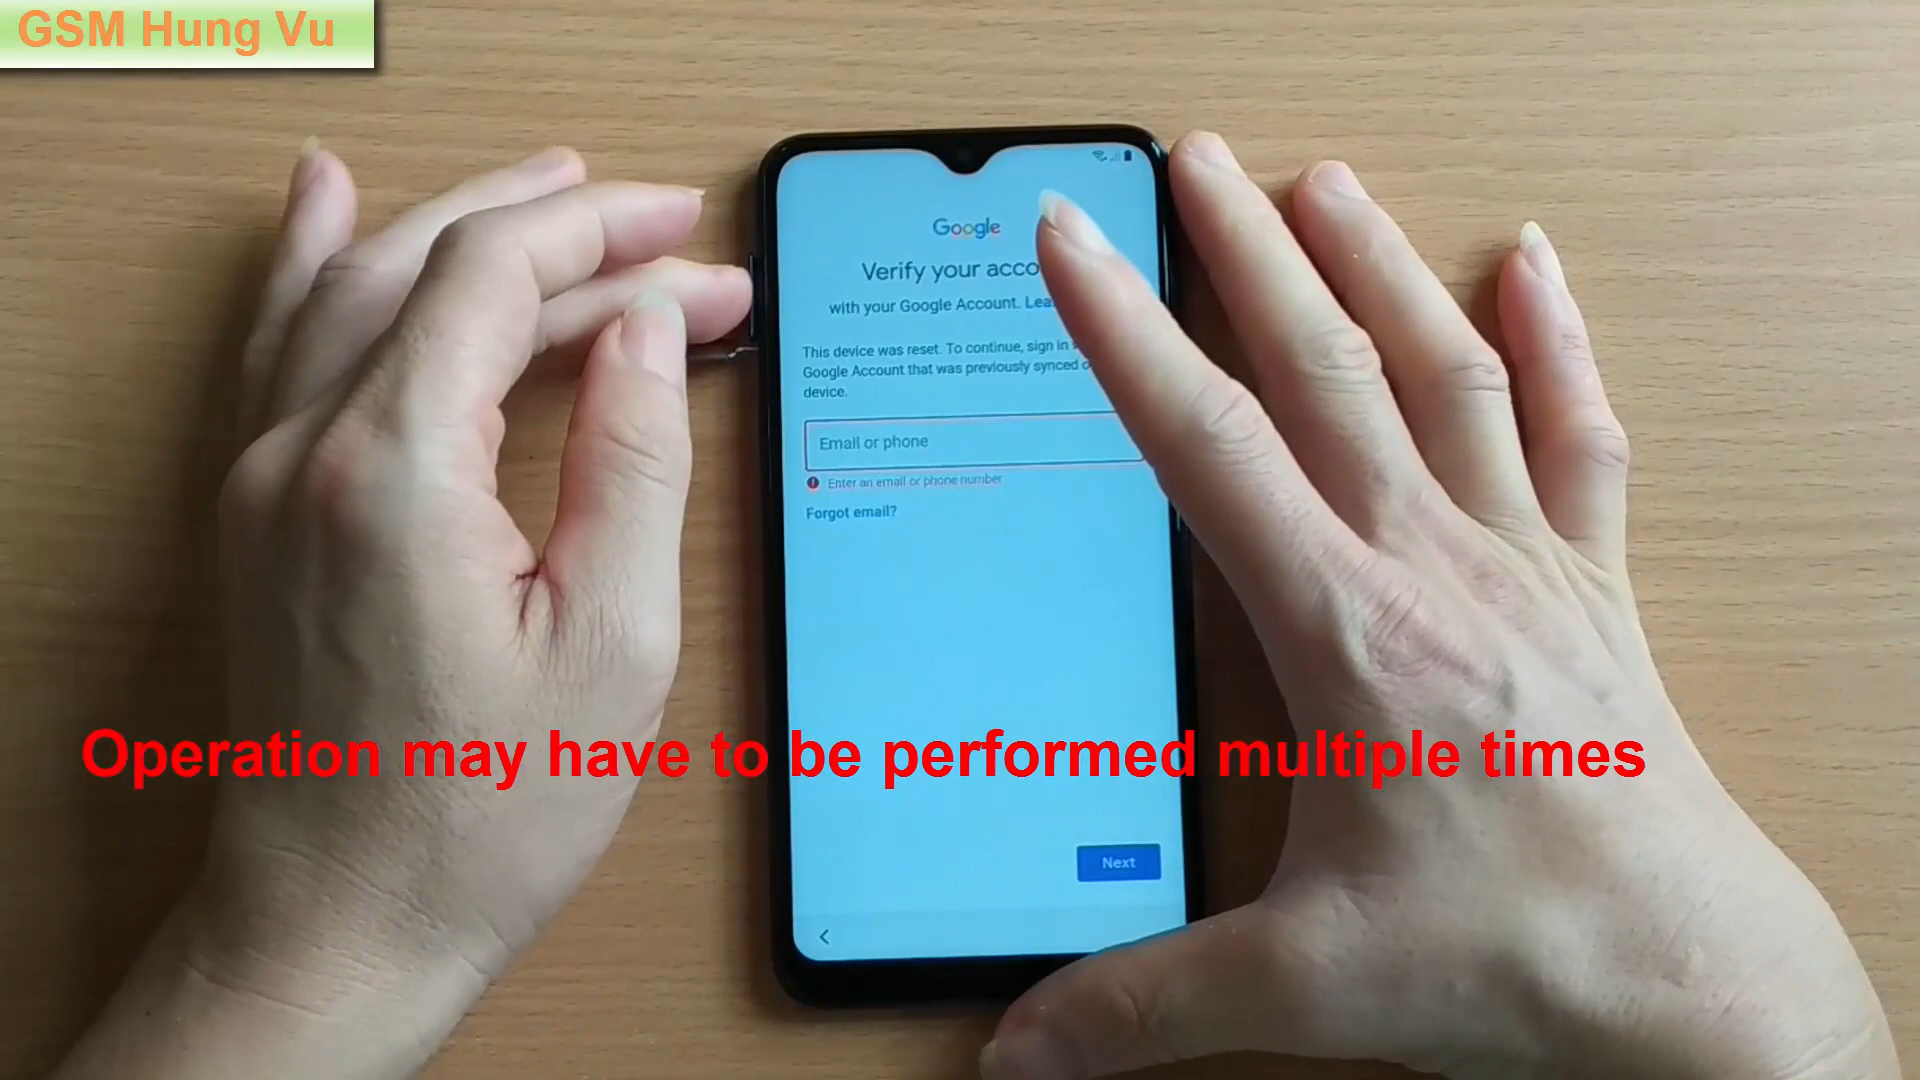 GSM Hung Vu
Google
Verify your acco
with your Google Account. Lea
This device was reset. To continue, sign in
Google Account that was previously synced o
device.
Email or phone
Enter an email or phone number
Forgot email?
Operation may have to be performed multiple times
Next